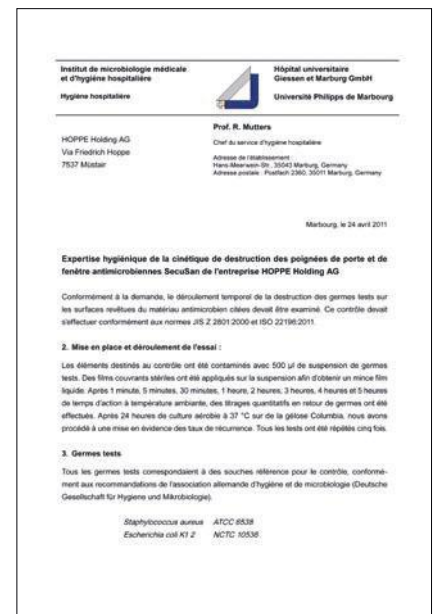 Institut de microbiologie médicale
et d'hygiène hospitalière
Hygiène hospitalière
Hôpital universitaire
Giessen et Marburg GmbH
Université Philipps de Marbourg
HOPPE Holding AG
Via Friedrich Hoppe
7537 Müstair
Prof. R. Mutters
Chef du service d'hygiène hospitalière
Adresse de l'établissement :
Hans-Meerwein-Str., 35043 Marburg, Germany
Adresse postale : Postfach 2360, 35011 Marburg, Germany
Marbourg, le 24 avril 2011
Expertise hygiénique de la cinétique de destruction des poignées de porte et de
fenêtre antimicrobiennes SecuSan de l'entreprise HOPPE Holding AG
Conformément à la demande, le déroulement temporel de la destruction des germes tests sur
les surfaces revêtues du matériau antimicrobien citées devait être examiné. Ce contrôle devait
s'effectuer conformément aux normes JIS Z 2801:2000 et ISO 22196:2011.
2. Mise en place et déroulement de l'essai :
Les éléments destinés au contrôle ont été contaminés avec 500 µl de suspension de germes
tests. Des films couvrants stériles ont été appliqués sur la suspension afin d'obtenir un mince film
liquide. Après 1 minute, 5 minutes, 30 minutes, 1 heure, 2 heures, 3 heures, 4 heures et 5 heures
de temps d'action à température ambiante, des titrages quantitatifs en retour de germes ont été
effectués. Après 24 heures de culture aérobie à 37 °C sur de la gélose Columbia, nous avons
procédé à une mise en évidence des taux de récurrence. Tous les tests ont été répétés cinq fois.
3. Germes tests
Tous les germes tests correspondaient à des souches référence pour le contrôle, conformé-
ment aux recommandations de l'association allemande d'hygiène et de microbiologie (Deutsche
Gesellschaft für Hygiene und Mikrobiologie).
Staphylococcus aureus ATCC 6538
Escherichia coli K1 2 NCTC 10538